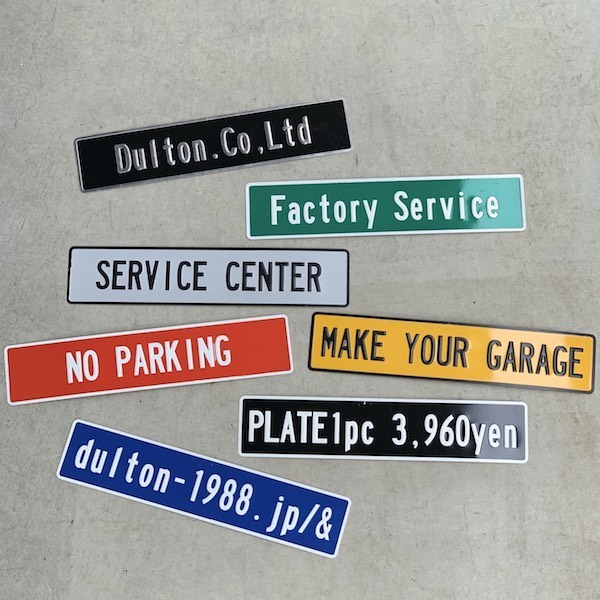 Dulton.Co,Ltd
Factory Service
SERVICE CENTER
NO PARKING
MAKE YOUR GARAGE
PLATE1pc 3,960yen
dulton-1988.jp/&